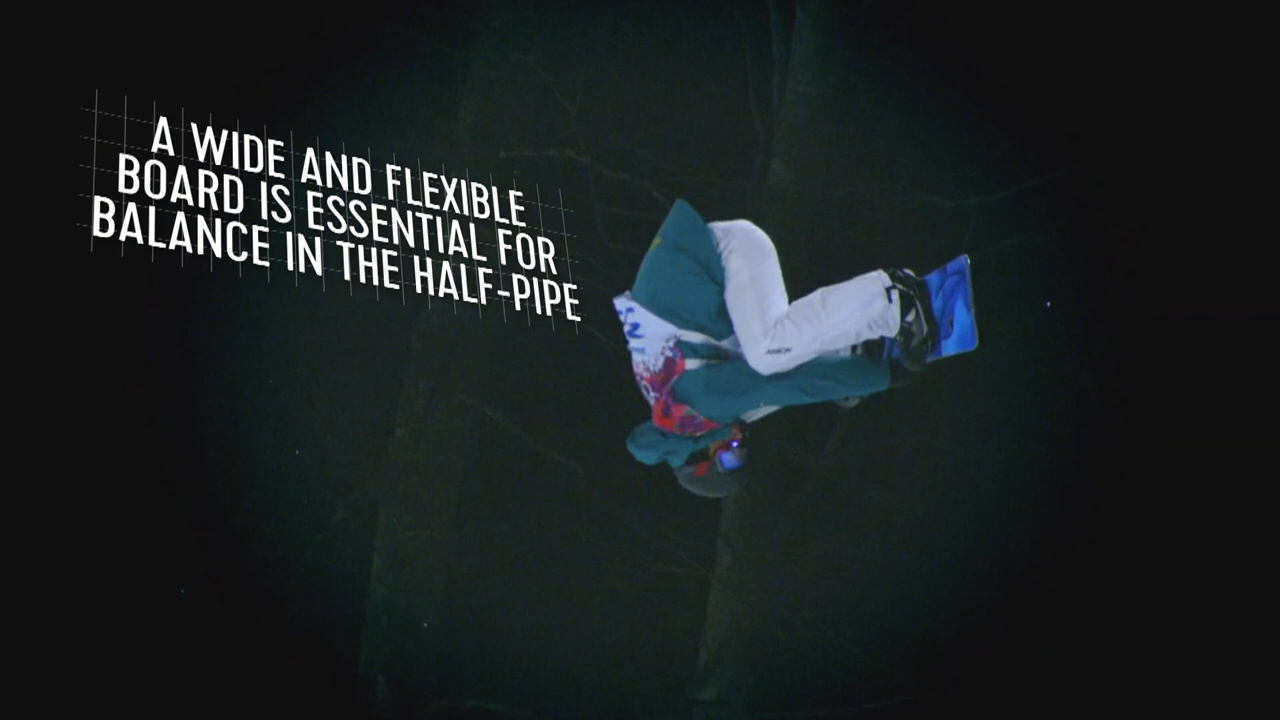 A WIDE AND FLEXIBLE
BOARD IS ESSENTIAL FOR
BALANCE IN THE HALF-PIPE